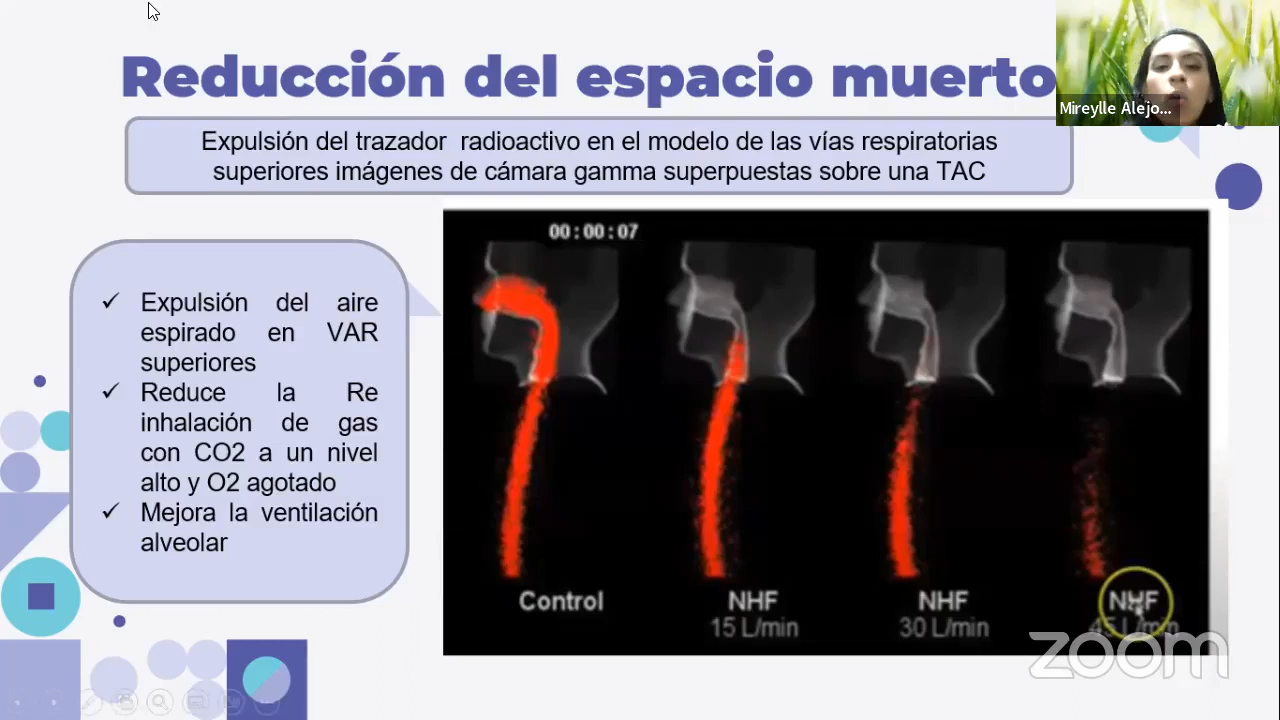 Reducción del espacio muerto
Mireylle Alejo...
Expulsión del trazador radioactivo en el modelo de las vías respiratorias
superiores imágenes de cámara gamma superpuestas sobre una TAC
00:00:07
Expulsión del aire
espirado en VAR
superiores
Reduce la Re
inhalación de gas
con CO2 a un nivel
alto y O2 agotado
Mejora la ventilación
alveolar
Control
NHF
15 L/min
NHF
30 L/min
NHF
45 L/min
zoom